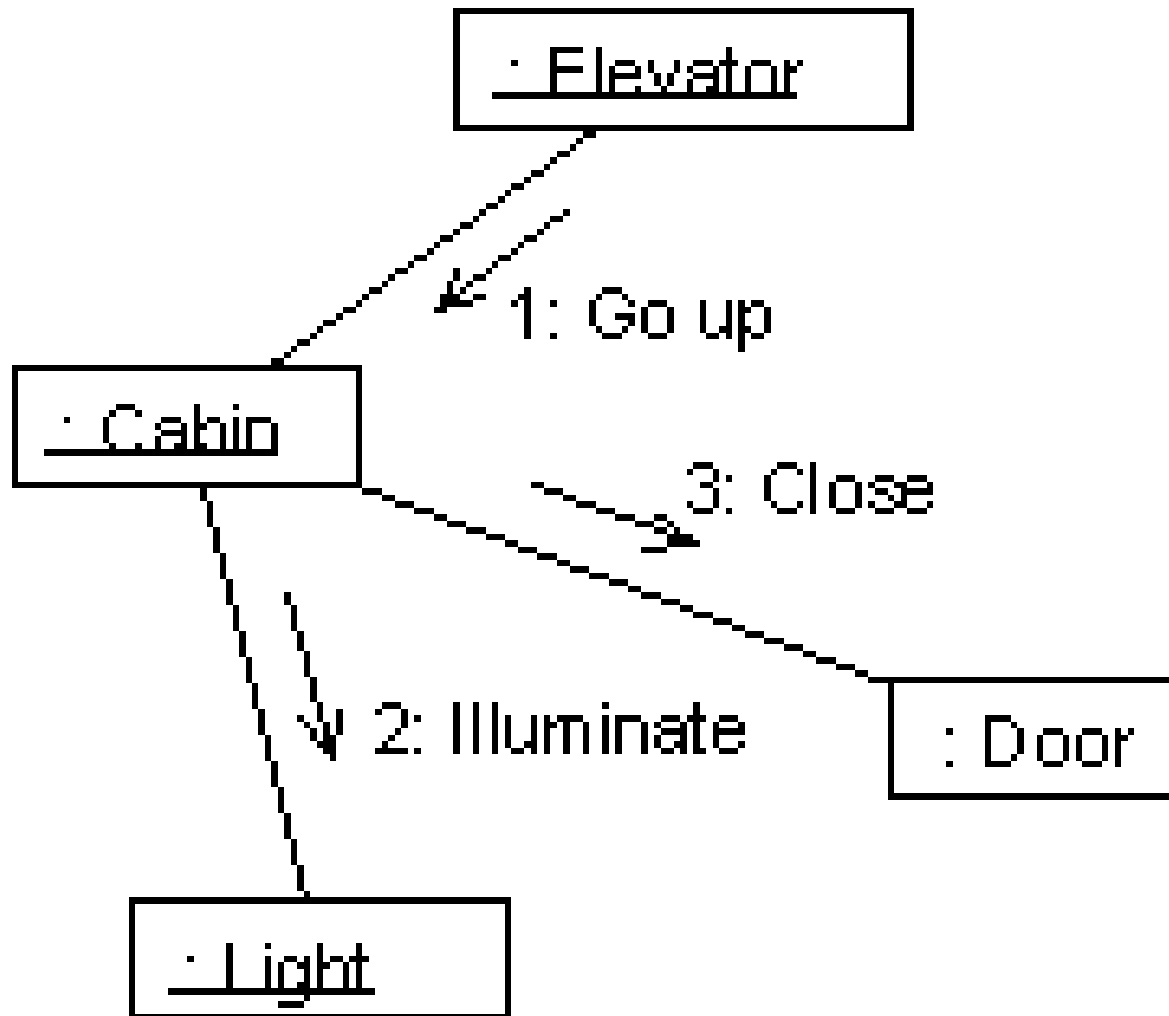 : Elevator
1: Go up
: Cabin
3: Close
2: Illuminate
: Door
: Light